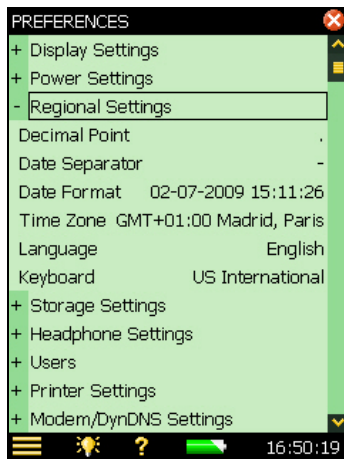 PREFERENCES
+ Display Settings
+ Power Settings
- Regional Settings
Decimal Point .
Date Separator -
Date Format 02-07-2009 15:11:26
Time Zone GMT+01:00 Madrid, Paris
Language English
Keyboard US International
+ Storage Settings
+ Headphone Settings
+ Users
+ Printer Settings
+ Modem/DynDNS Settings
? 16:50:19